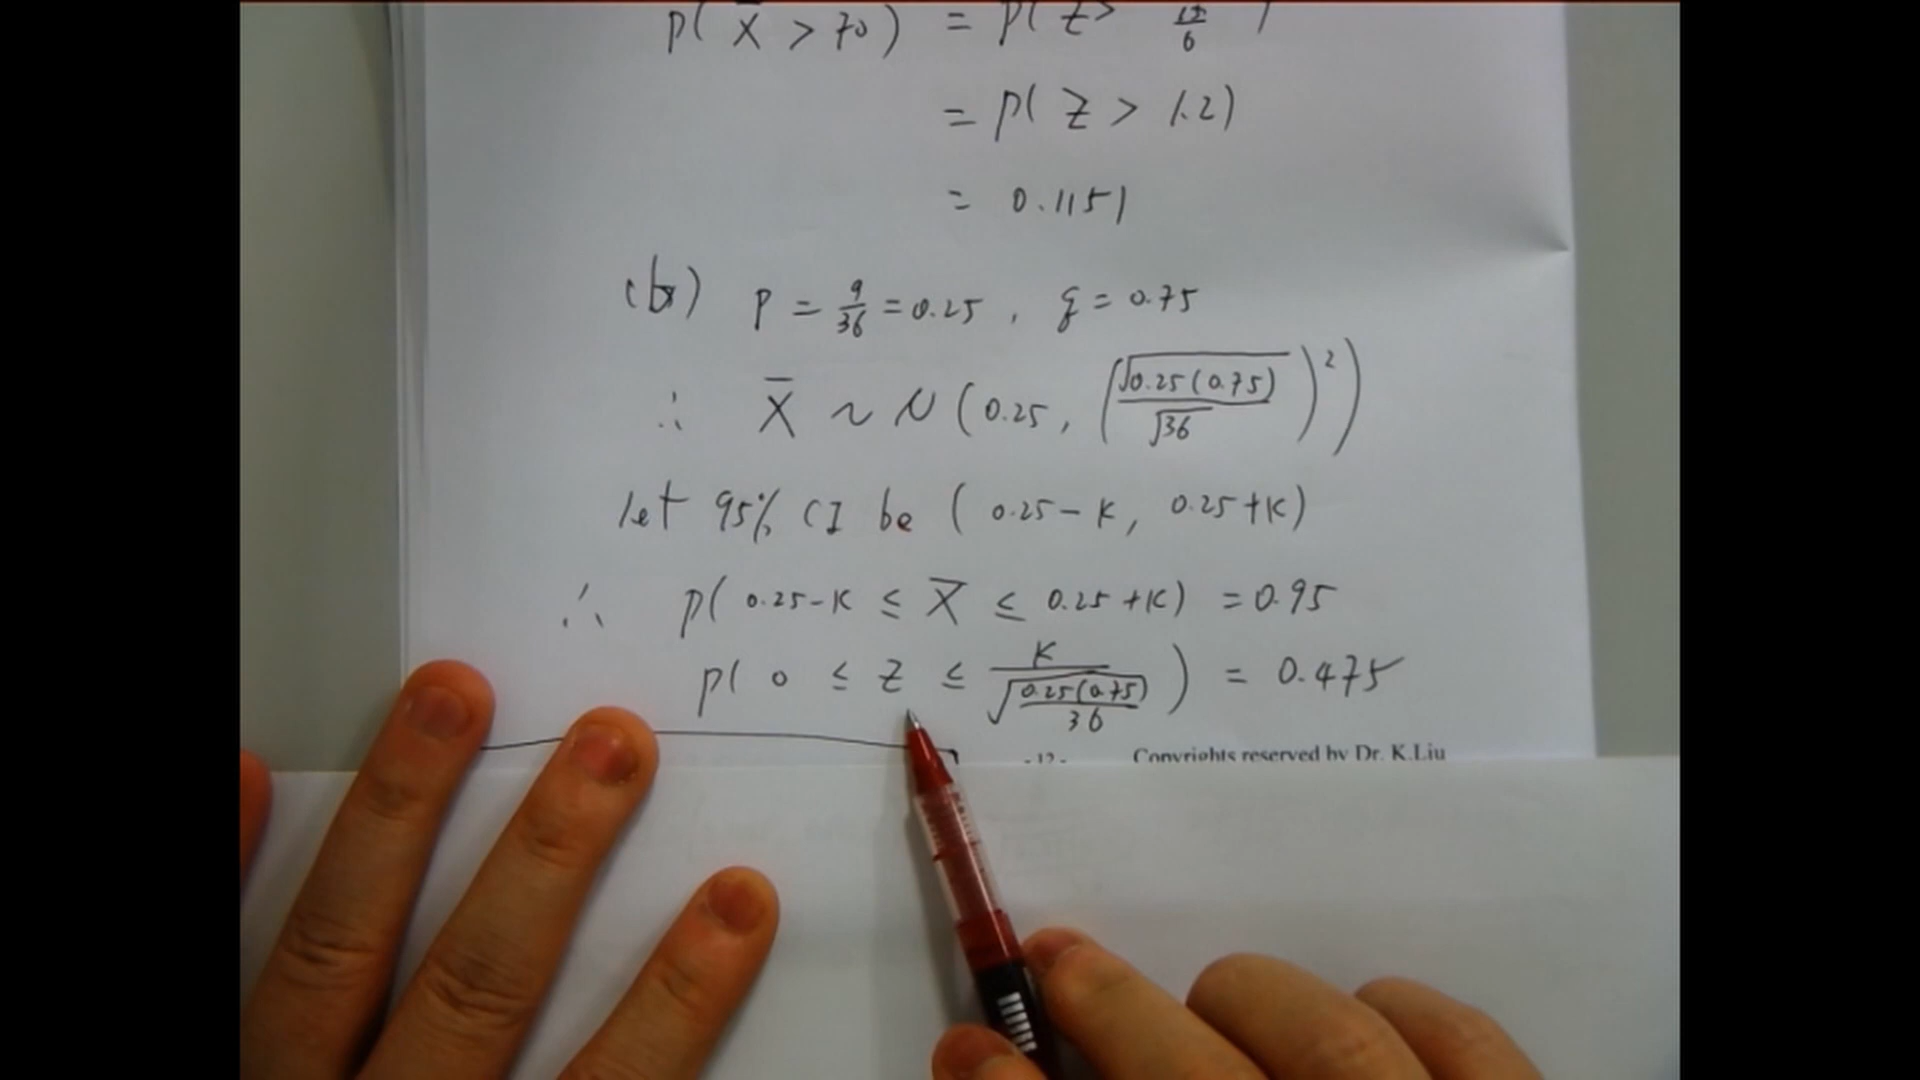 P( X̄ > 70 ) = P( Z >
6
= P( Z > 1.2)
= 0.1151
(b) P = 9/36 = 0.25 , q = 0.75
∴ X̄ ~ N (0.25, (√0.25(0.75) / √36)²)
let 95% CI be ( 0.25 - K, 0.25 + K)
∴ P( 0.25 - K ≤ X̄ ≤ 0.25 + K) = 0.95
P( 0 ≤ Z ≤ K / √(0.25(0.75) / 36) ) = 0.475
- 12 - Copyrights reserved by Dr. K.Liu